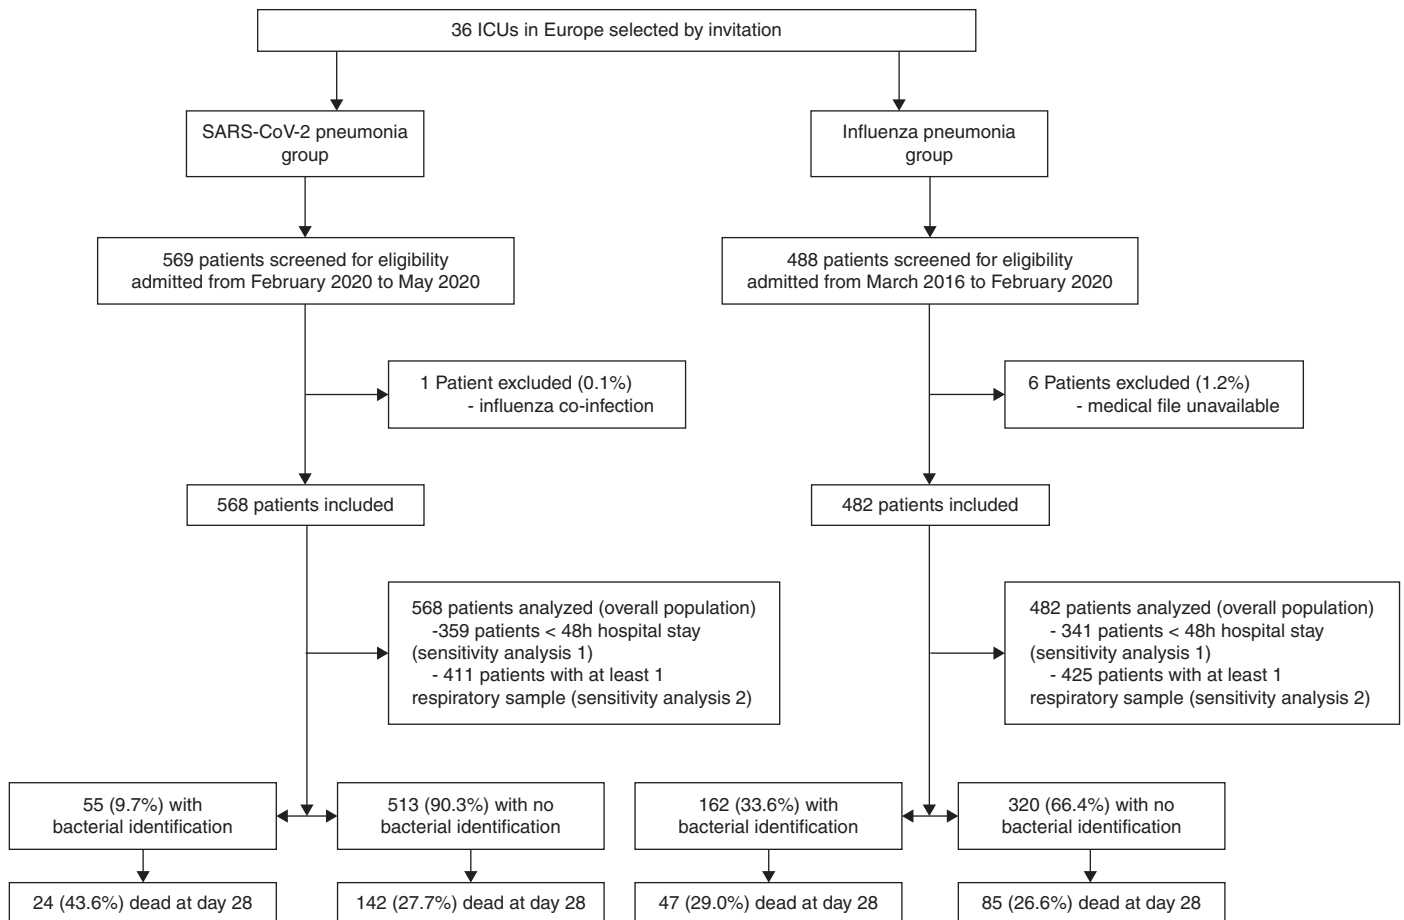 36 ICUs in Europe selected by invitation
SARS-CoV-2 pneumonia
group
Influenza pneumonia
group
569 patients screened for eligibility
admitted from February 2020 to May 2020
488 patients screened for eligibility
admitted from March 2016 to February 2020
1 Patient excluded (0.1%)
- influenza co-infection
6 Patients excluded (1.2%)
- medical file unavailable
568 patients included
482 patients included
568 patients analyzed (overall population)
-359 patients < 48h hospital stay
(sensitivity analysis 1)
- 411 patients with at least 1
respiratory sample (sensitivity analysis 2)
482 patients analyzed (overall population)
- 341 patients < 48h hospital stay
(sensitivity analysis 1)
- 425 patients with at least 1
respiratory sample (sensitivity analysis 2)
55 (9.7%) with
bacterial identification
513 (90.3%) with no
bacterial identification
162 (33.6%) with
bacterial identification
320 (66.4%) with no
bacterial identification
24 (43.6%) dead at day 28
142 (27.7%) dead at day 28
47 (29.0%) dead at day 28
85 (26.6%) dead at day 28